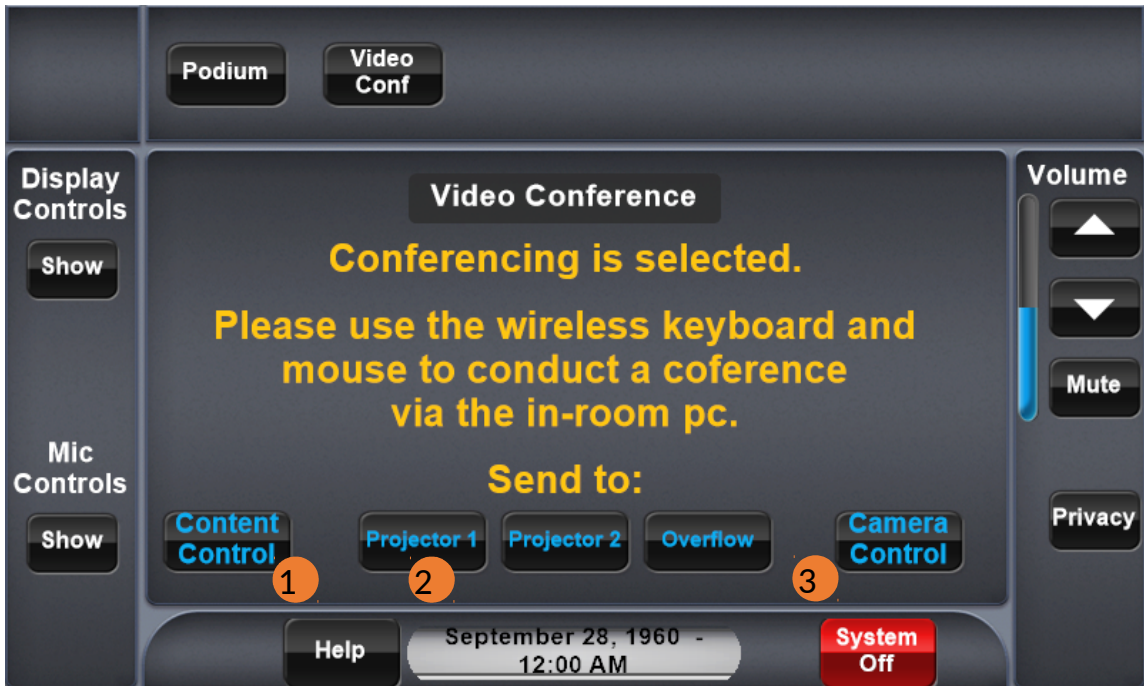 Podium
Video
Conf
Display
Controls
Show
Mic
Controls
Show
Video Conference
Conferencing is selected.
Please use the wireless keyboard and
mouse to conduct a coference
via the in-room pc.
Send to:
Content
Control
Projector 1
Projector 2
Overflow
Camera
Control
1
2
3
Volume
Mute
Privacy
Help
September 28, 1960 -
12:00 AM
System
Off